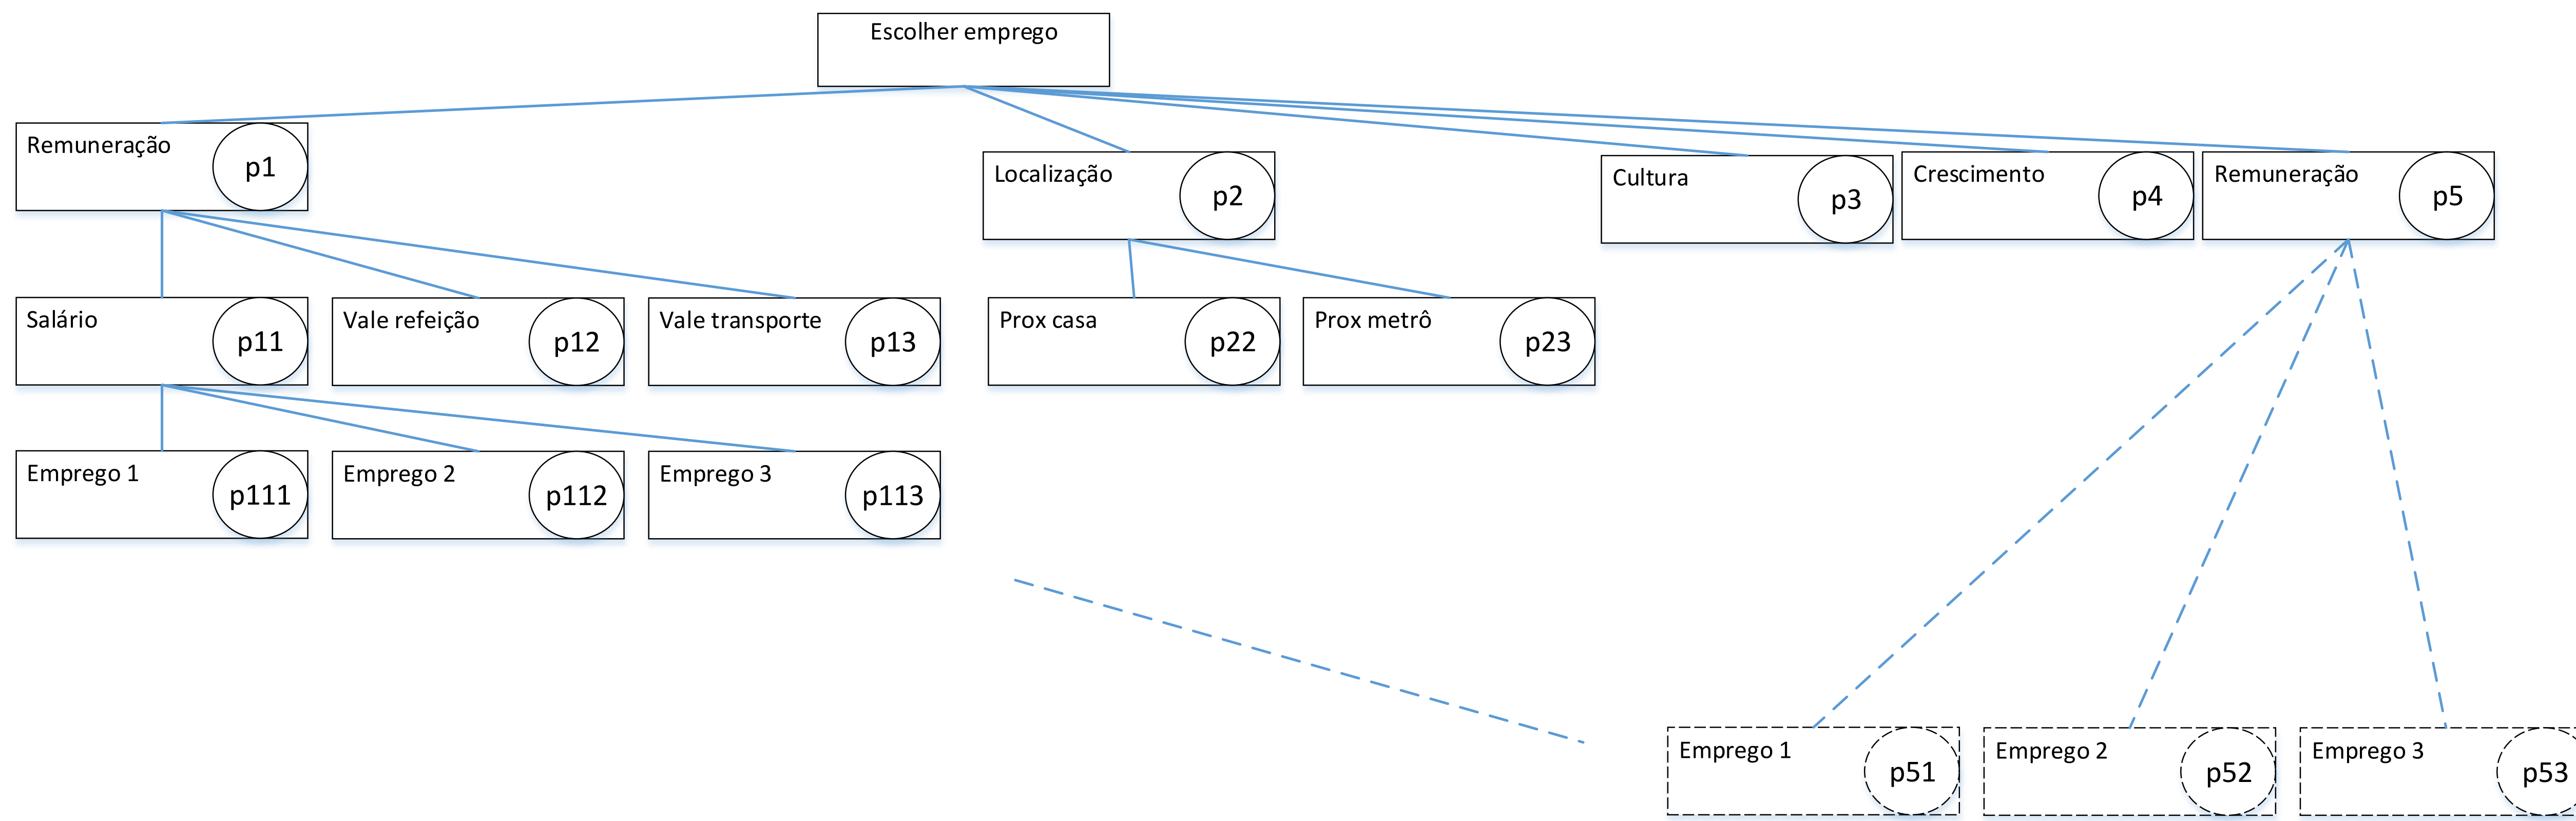 Escolher emprego
Remuneração
p1
Localização
p2
Cultura
p3
Crescimento
p4
Remuneração
p5
Salário
p11
Vale refeição
p12
Vale transporte
p13
Prox casa
p22
Prox metrô
p23
Emprego 1
p111
Emprego 2
p112
Emprego 3
p113
Emprego 1
p51
Emprego 2
p52
Emprego 3
p53